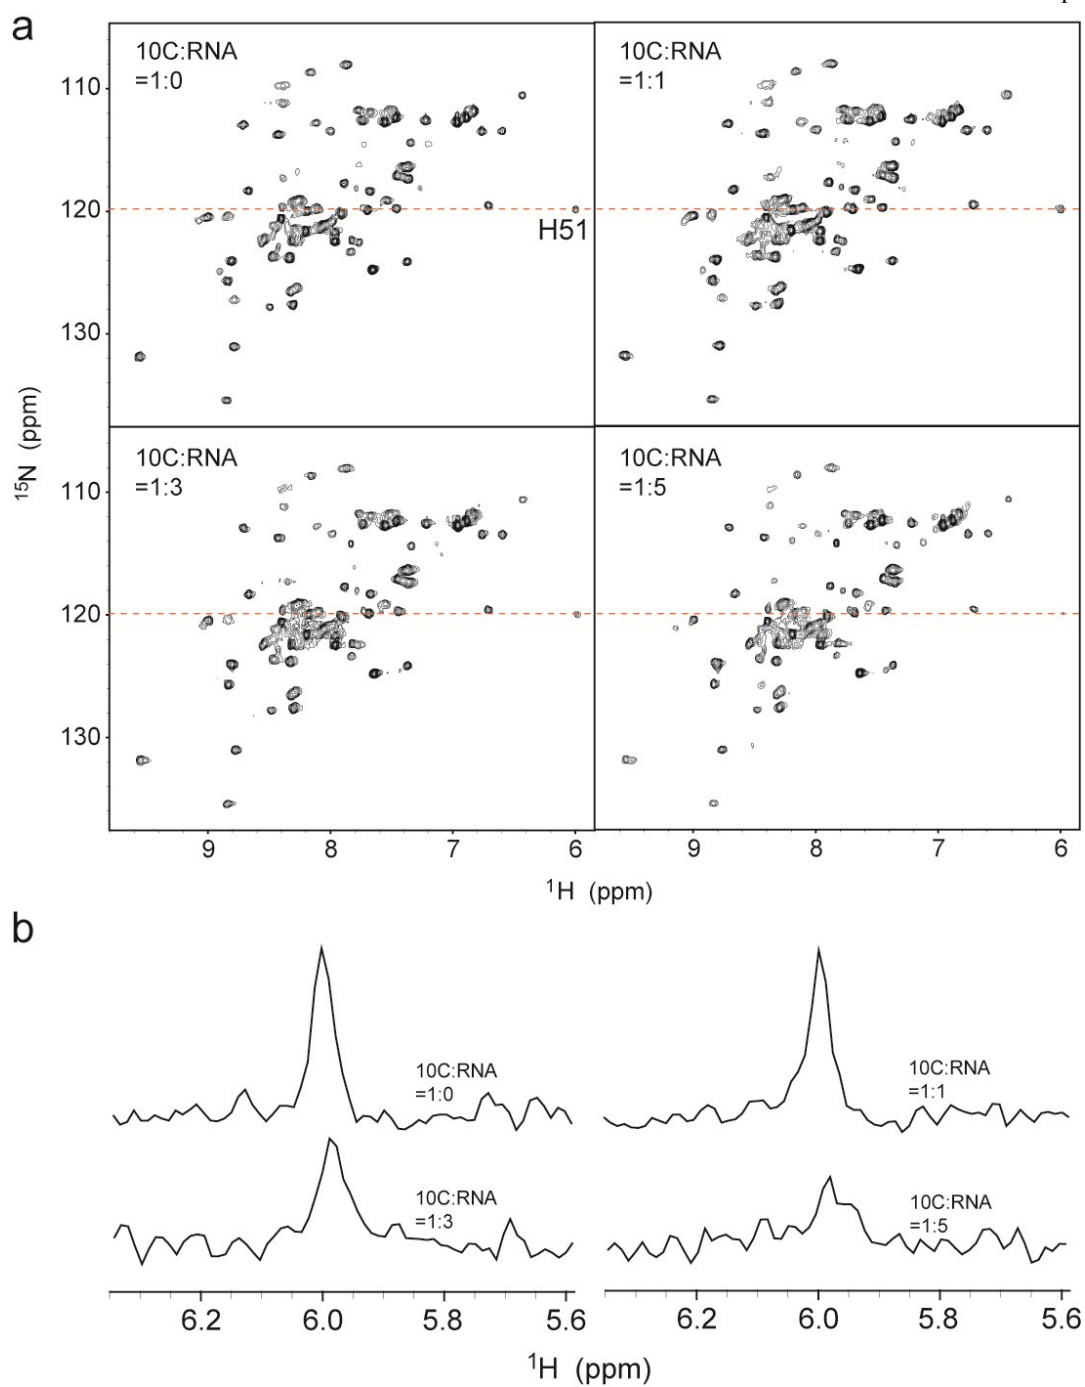 p
a
10C:RNA
=1:0
10C:RNA
=1:1
110
120
130
H51
10C:RNA
=1:3
10C:RNA
=1:5
110
120
130
15N (ppm)
9 8 7 6
9 8 7 6
1H (ppm)
b
10C:RNA
=1:0
10C:RNA
=1:1
10C:RNA
=1:3
10C:RNA
=1:5
6.2 6.0 5.8 5.6
6.2 6.0 5.8 5.6
1H (ppm)